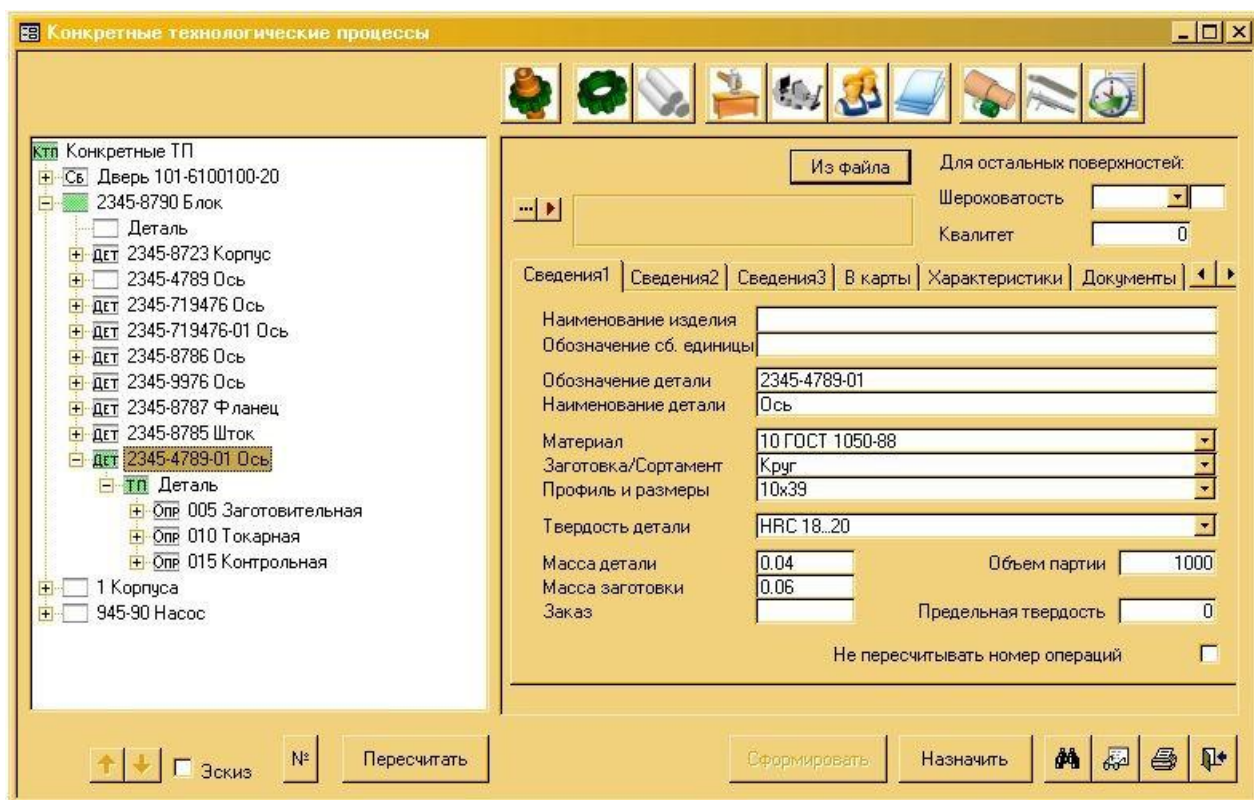 Конкретные технологические процессы
Ктп Конкретные ТП
Сб Дверь 101-6100100-20
2345-8790 Блок
Деталь
ДЕТ 2345-8723 Корпус
2345-4789 Ось
ДЕТ 2345-719476 Ось
ДЕТ 2345-719476-01 Ось
ДЕТ 2345-8786 Ось
ДЕТ 2345-9976 Ось
ДЕТ 2345-8787 Фланец
ДЕТ 2345-8785 Шток
ДЕТ 2345-4789-01 Ось
ТП Деталь
Опр 005 Заготовительная
Опр 010 Токарная
Опр 015 Контрольная
1 Корпуса
945-90 Насос
Эскиз
№
Пересчитать
Из файла
Для остальных поверхностей:
Шероховатость
...
Квалитет 0
Сведения1 Сведения2 Сведения3 В карты Характеристики Документы
Наименование изделия
Обозначение сб. единицы
Обозначение детали 2345-4789-01
Наименование детали Ось
Материал 10 ГОСТ 1050-88
Заготовка/Сортамент Круг
Профиль и размеры 10х39
Твердость детали HRC 18...20
Масса детали 0.04 Объем партии 1000
Масса заготовки 0.06
Заказ Предельная твердость 0
Не пересчитывать номер операций
Сформировать Назначить